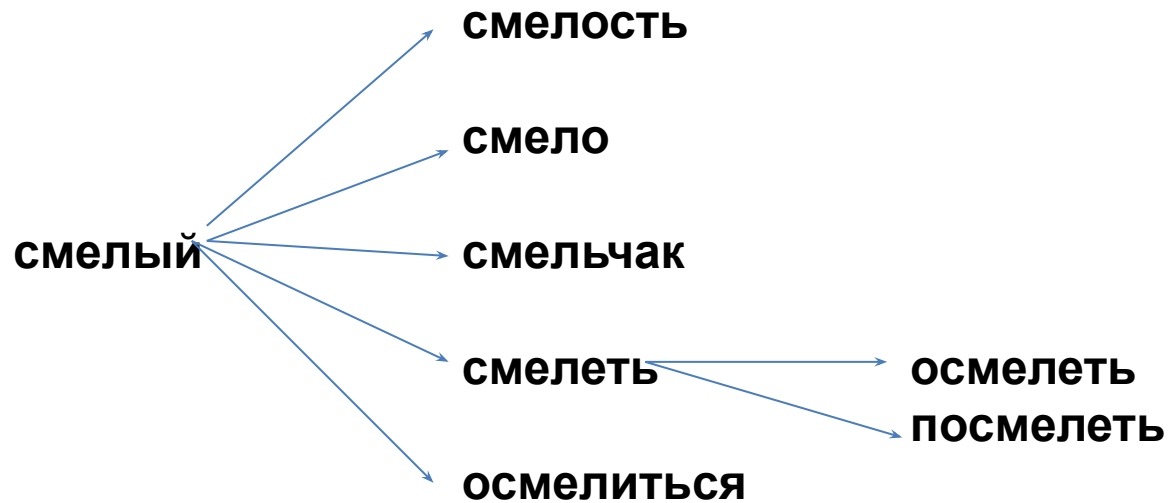 смелость
смело
смелый
смельчак
смелеть
осмелеть
посмелеть
осмелиться